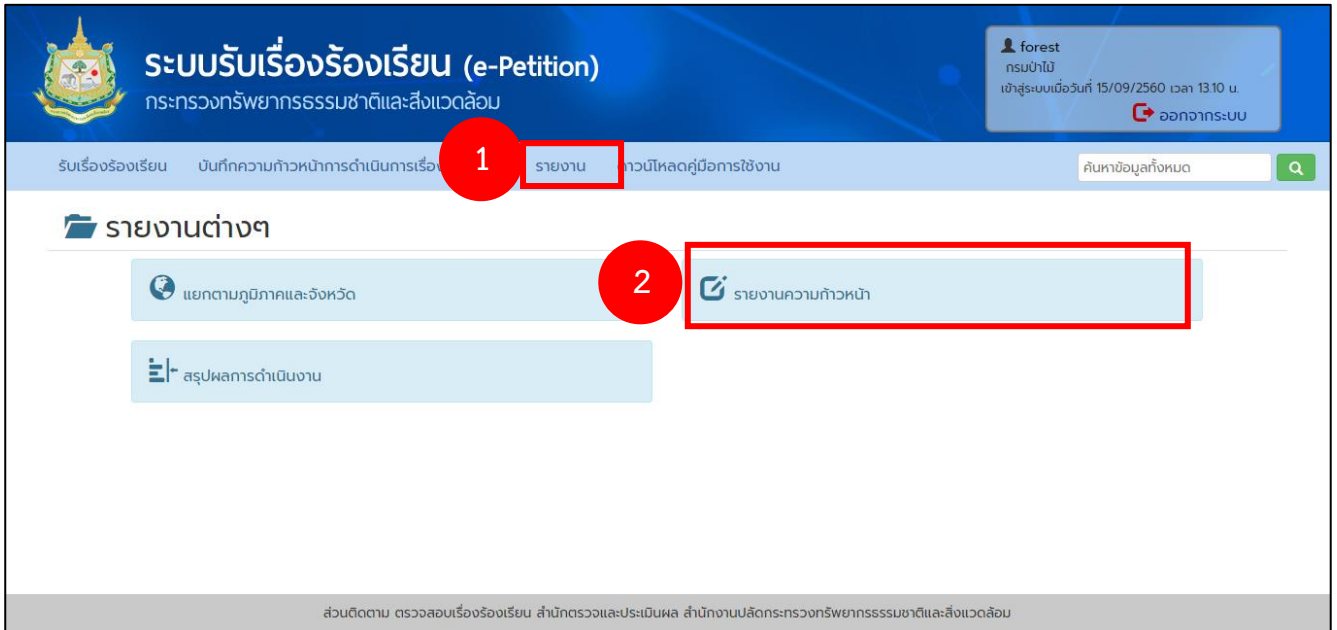 ระบบรับเรื่องร้องเรียน (e-Petition)
กระทรวงทรัพยากรธรรมชาติและสิ่งแวดล้อม
forest
กรมป่าไม้
เข้าสู่ระบบเมื่อวันที่ 15/09/2560 เวลา 13.10 น.
ออกจากระบบ
รับเรื่องร้องเรียน บันทึกความก้าวหน้าการดำเนินการเรื่อง 1 รายงาน าวน์โหลดคู่มือการใช้งาน ค้นหาข้อมูลทั้งหมด
รายงานต่างๆ
แยกตามภูมิภาคและจังหวัด 2 รายงานความก้าวหน้า
สรุปผลการดำเนินงาน
ส่วนติดตาม ตรวจสอบเรื่องร้องเรียน สำนักตรวจและประเมินผล สำนักงานปลัดกระทรวงทรัพยากรธรรมชาติและสิ่งแวดล้อม